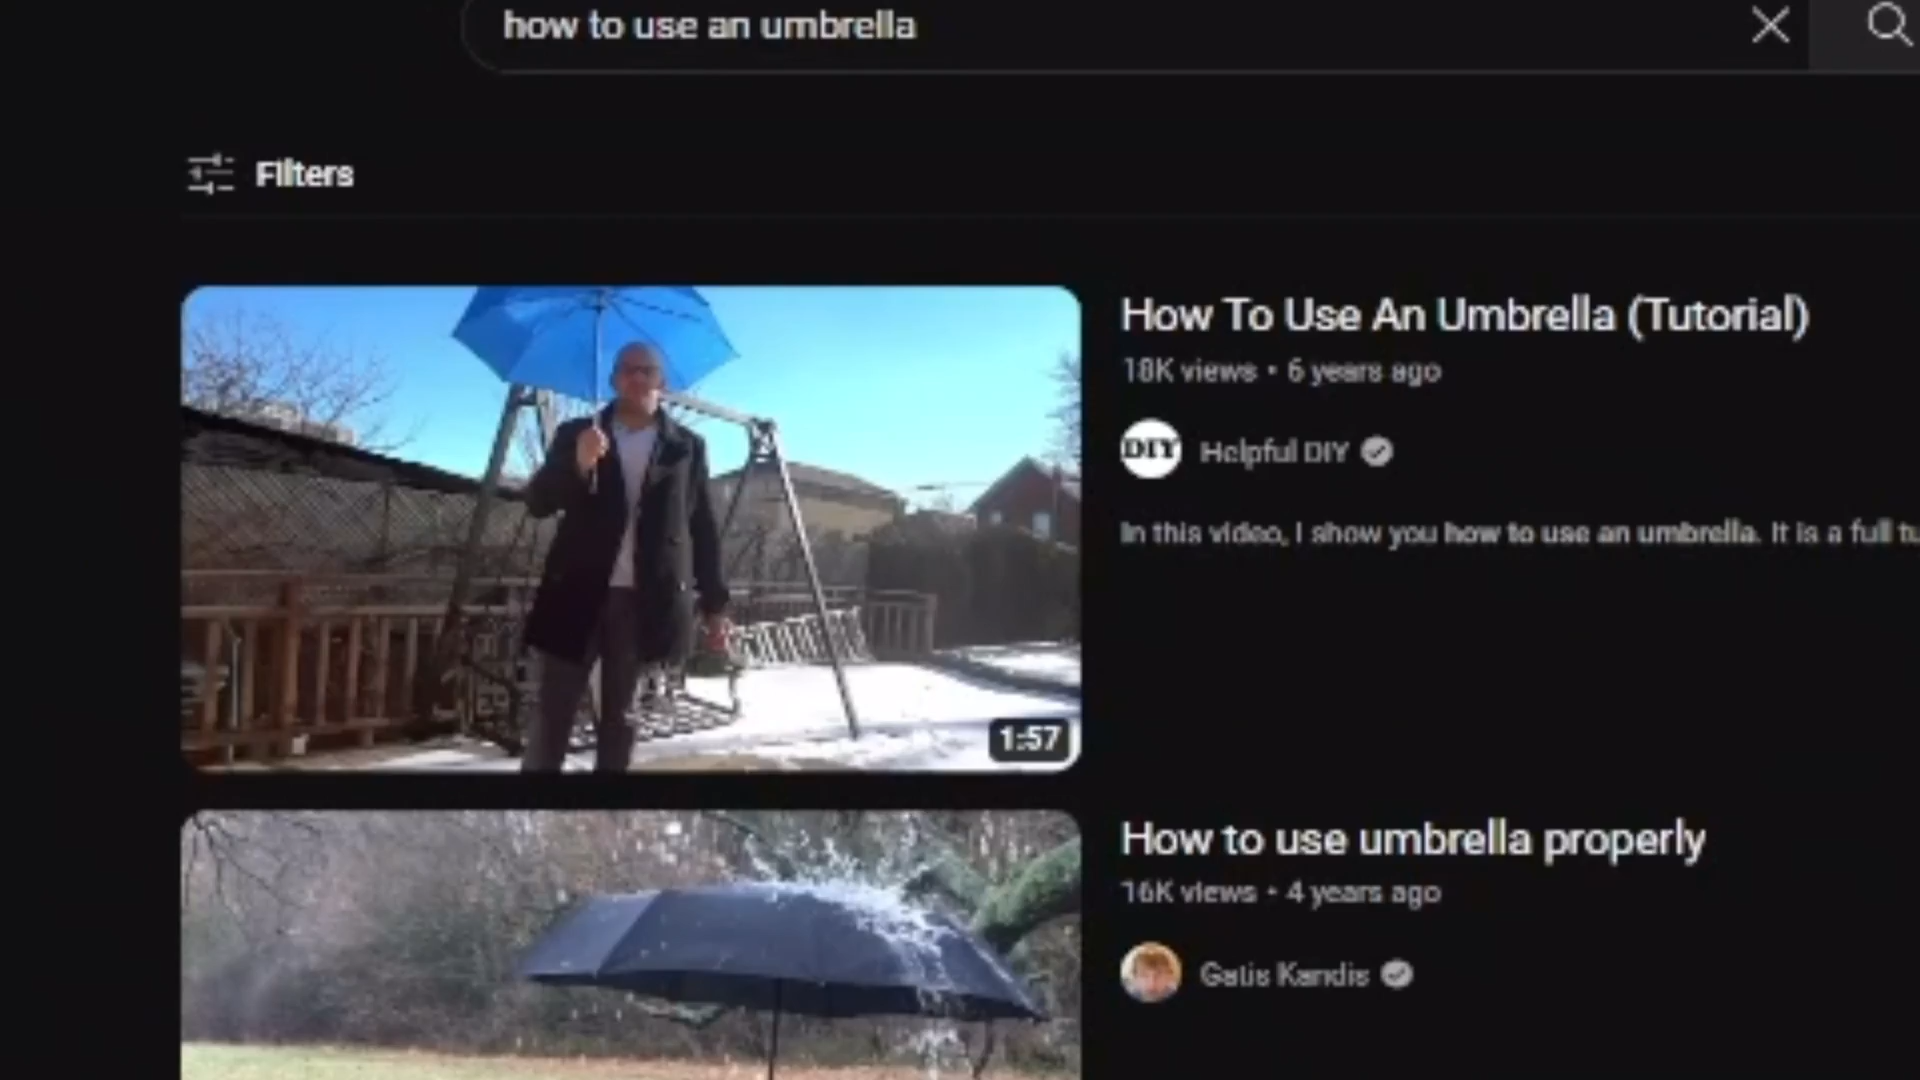 how to use an umbrella
Filters
How To Use An Umbrella (Tutorial)
18K views • 6 years ago
DIY
Helpful DIY
In this video, I show you how to use an umbrella. It is a full tu
1:57
How to use umbrella properly
16K views • 4 years ago
Gatis Kandis